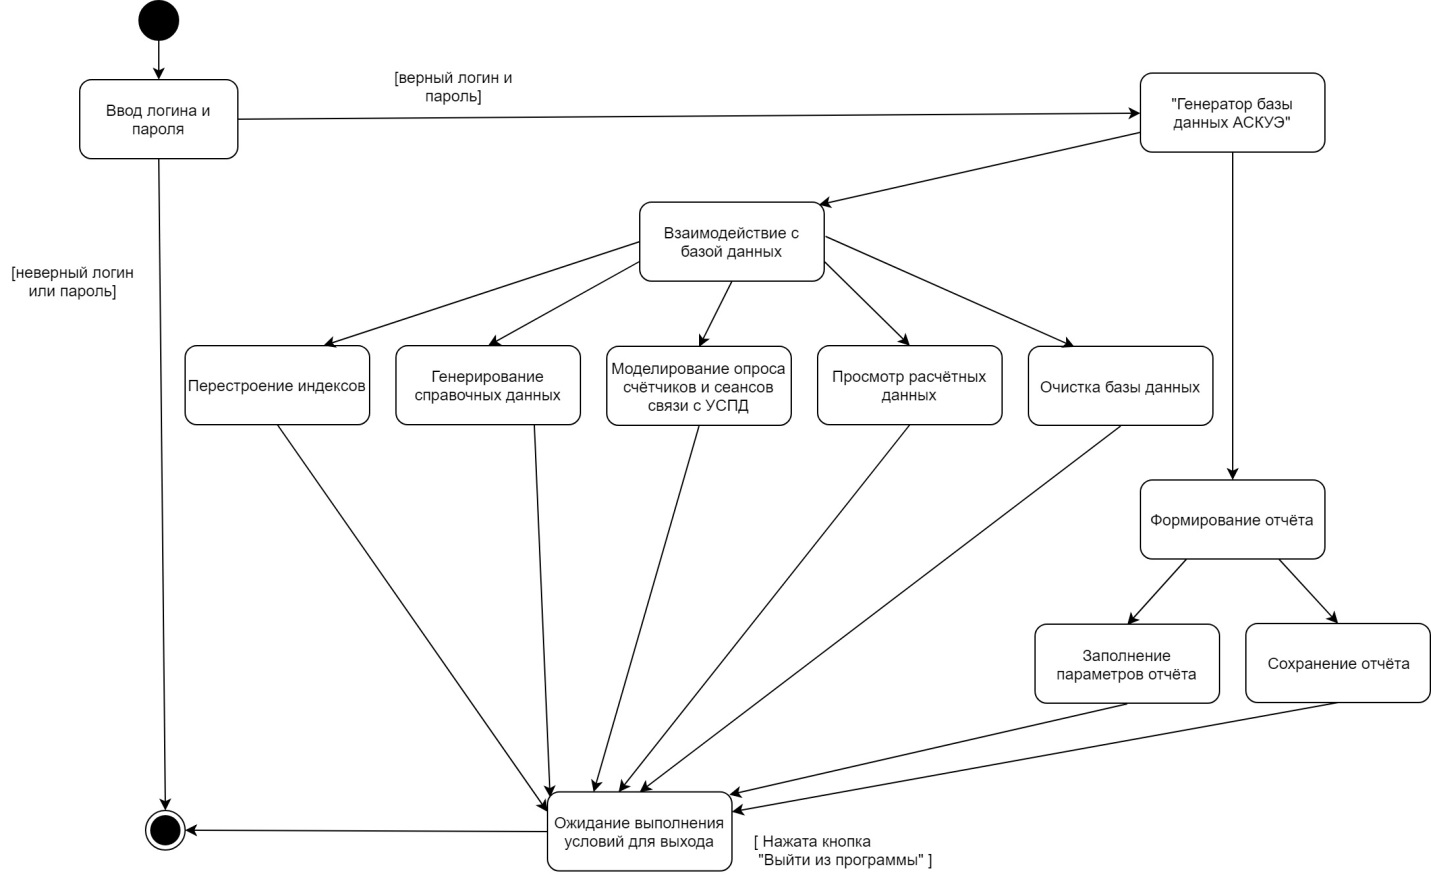 [верный логин и
пароль]
Ввод логина и
пароля
"Генератор базы
данных АСКУЭ"
Взаимодействие с
базой данных
[неверный логин
или пароль]
Перестроение индексов
Генерирование
справочных данных
Моделирование опроса
счётчиков и сеансов
связи с УСПД
Просмотр расчётных
данных
Очистка базы данных
Формирование отчёта
Заполнение
параметров отчёта
Сохранение отчёта
Ожидание выполнения
условий для выхода
[ Нажата кнопка
"Выйти из программы" ]